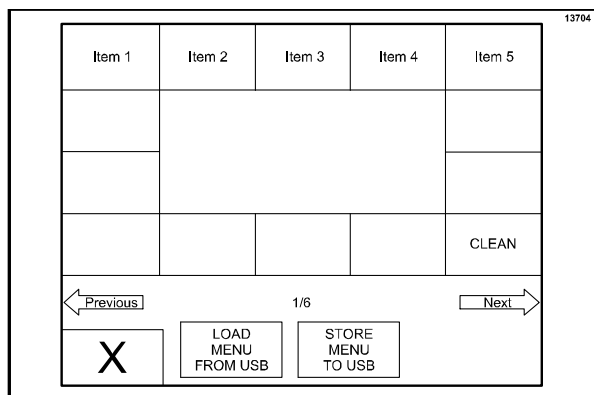 13704
Item 1 Item 2 Item 3 Item 4 Item 5
CLEAN
Previous 1/6 Next
X
LOAD
MENU
FROM USB
STORE
MENU
TO USB